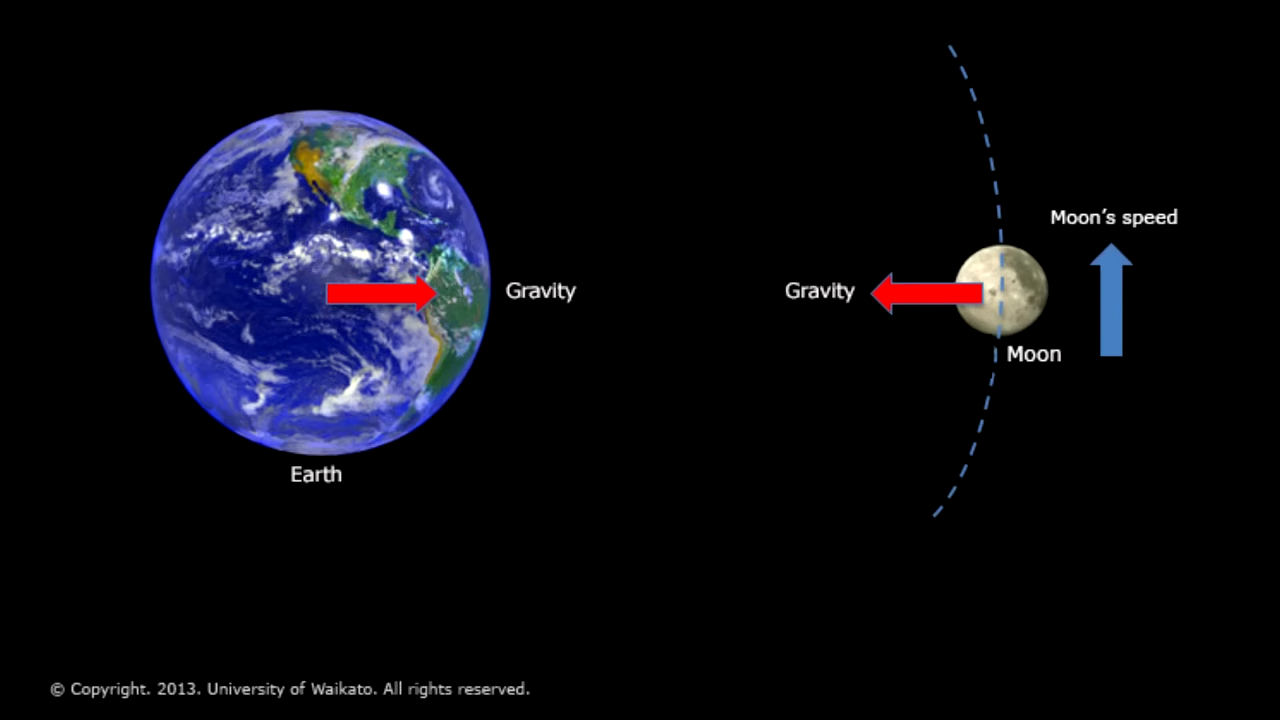 Moon’s speed
Gravity
Gravity
Moon
Earth
© Copyright. 2013. University of Waikato. All rights reserved.